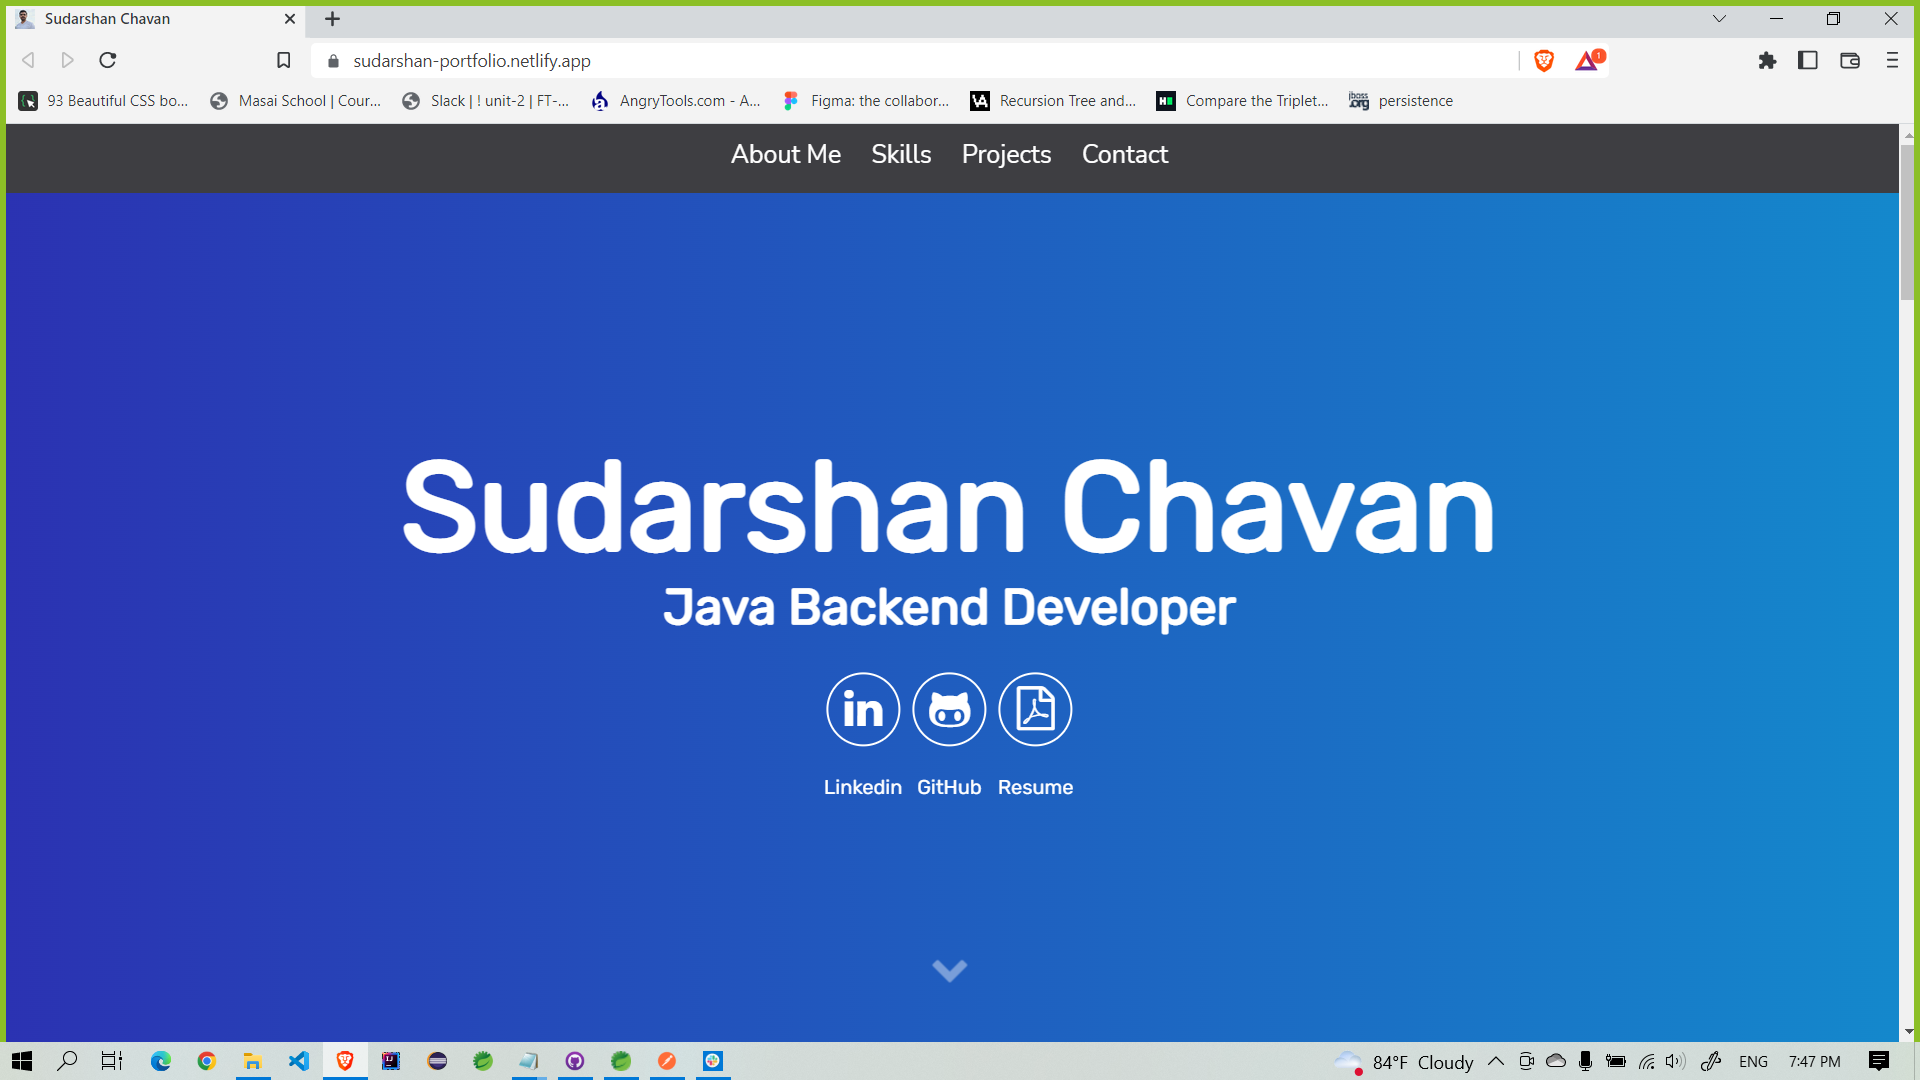 Sudarshan Chavan
sudarshan-portfolio.netlify.app
1
93 Beautiful CSS bo...
Masai School | Cour...
Slack | ! unit-2 | FT-...
AngryTools.com - A...
Figma: the collabor...
Recursion Tree and...
Compare the Triplet...
persistence
About Me Skills Projects Contact
Sudarshan Chavan
Java Backend Developer
Linkedin GitHub Resume
84°F Cloudy
ENG
7:47 PM